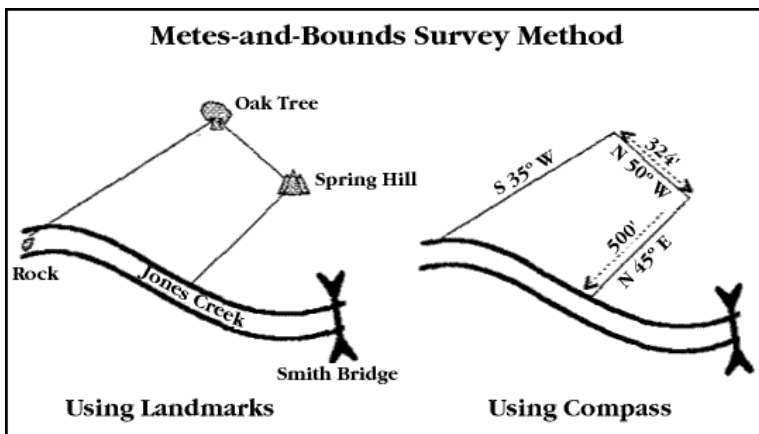 Metes-and-Bounds Survey Method
Oak Tree
Spring Hill
Rock
Jones Creek
Smith Bridge
Using Landmarks
S 35° W
324'
N 50° W
500'
N 45° E
Using Compass